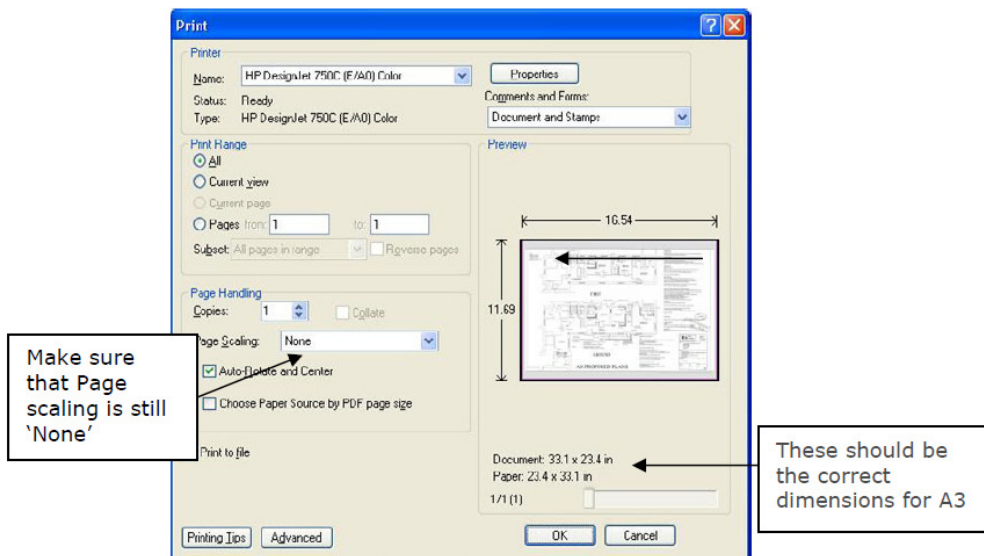 Print
Printer
Name: HP DesignJet 750C (E/A0) Color
Properties
Status: Ready
Comments and Forms:
Type: HP DesignJet 750C (E/A0) Color
Document and Stamps
Print Range
Preview
All
Current view
Current page
Pages from: 1 to: 1
Subset: All pages in range
Reverse pages
16.54
11.69
Page Handling
Copies: 1
Collate
Page Scaling: None
Auto-Rotate and Center
Choose Paper Source by PDF page size
Print to file
Make sure
that Page
scaling is still
‘None’
Document: 33.1 x 23.4 in
Paper: 23.4 x 33.1 in
1/1 (1)
These should be
the correct
dimensions for A3
Printing Tips
Advanced
OK
Cancel